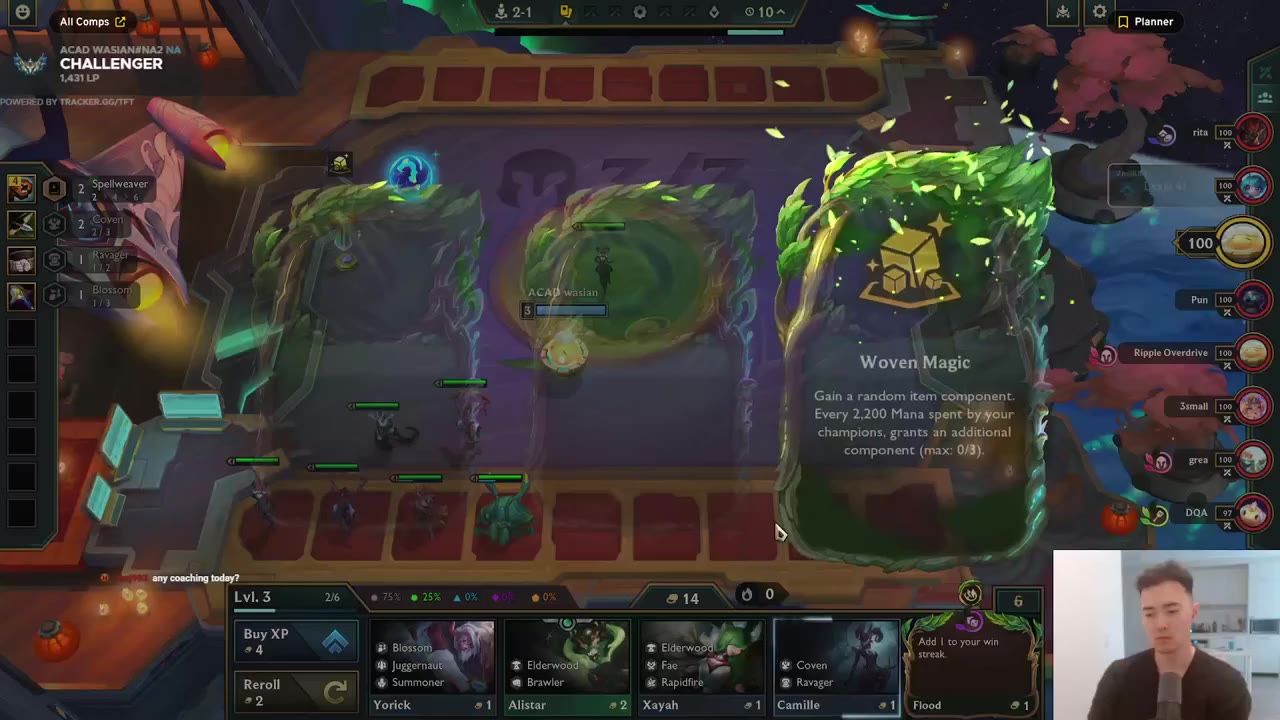 All Comps
2-1
10
Planner
ACAD WASIAN#NA2 NA
CHALLENGER
1,431 LP
POWERED BY TRACKER.GG/TFT
rita 100
100
100
Pun 100
Ripple Overdrive 100
3small 100
grea 100
DQA 97
2 Spellweaver
2 > 4 > 6
2 Coven
2 / 3
1 Ravager
1 / 2
1 Blossom
1 / 3
ACAD wasian
3
Woven Magic
Gain a random item component.
Every 2,200 Mana spent by your
champions, grants an additional
component (max: 0/3).
any coaching today?
Lvl. 3
2/6
75%
25%
0%
0%
14
0
6
Buy XP
4
Reroll
2
Blossom
Juggernaut
Summoner
Yorick 1
Elderwood
Brawler
Alistar 2
Elderwood
Fae
Rapidfire
Xayah 1
Coven
Ravager
Camille 1
Add 1 to your win
streak.
Flood 1